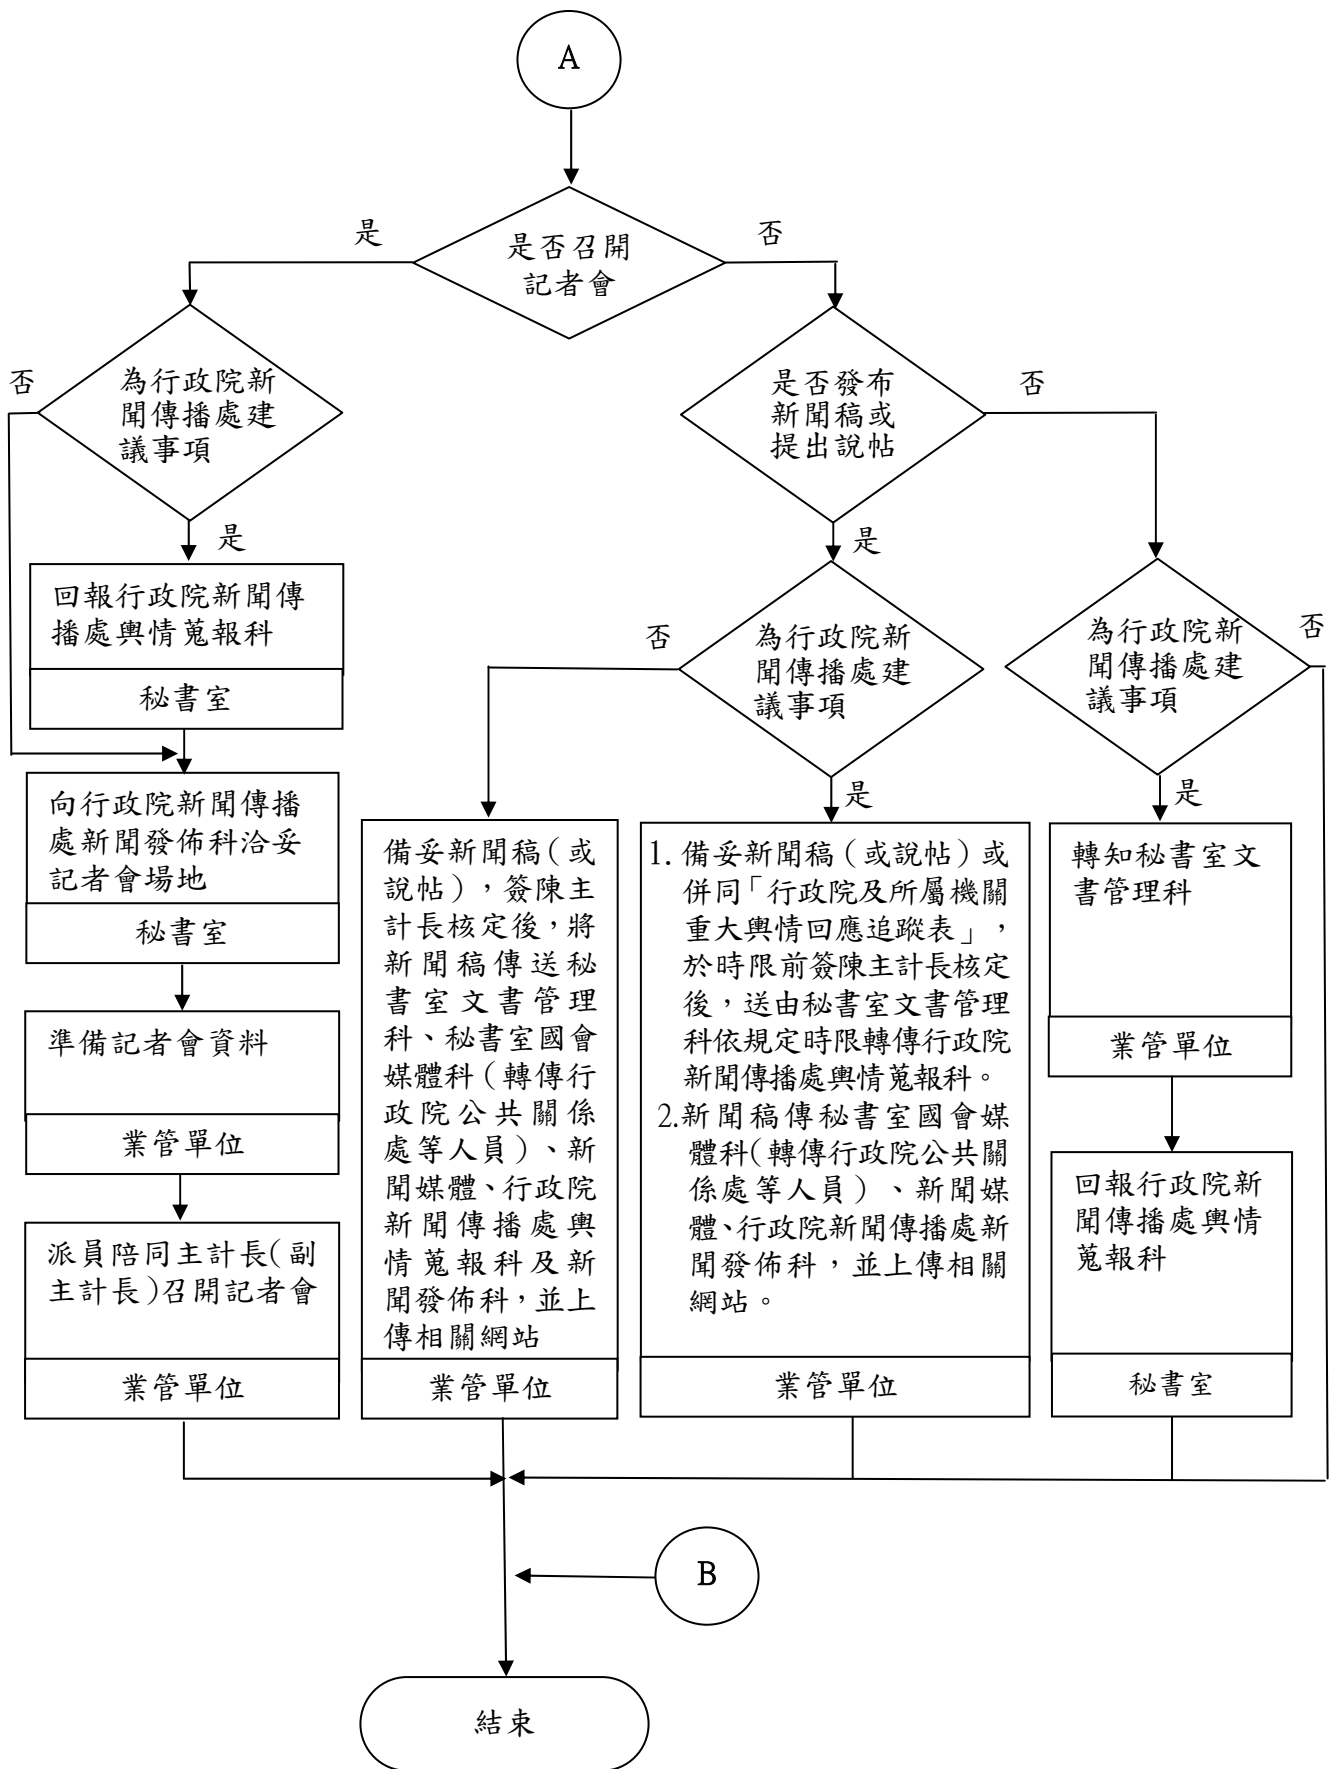 A
是
是否召開
記者會
否
否
為行政院新
聞傳播處建
議事項
是否發布
新聞稿或
提出說帖
否
是
是
回報行政院新聞傳
播處輿情蒐報科
秘書室
否
為行政院新
聞傳播處建
議事項
為行政院新
聞傳播處建
議事項
否
是
是
向行政院新聞傳播
處新聞發佈科洽妥
記者會場地
秘書室
準備記者會資料
業管單位
派員陪同主計長(副
主計長)召開記者會
業管單位
備妥新聞稿(或
說帖),簽陳主
計長核定後,將
新聞稿傳送秘
書室文書管理
科、秘書室國會
媒體科(轉傳行
政院公共關係
處等人員)、新
聞媒體、行政院
新聞傳播處輿
情蒐報科及新
聞發佈科,並上
傳相關網站
業管單位
1. 備妥新聞稿(或說帖)或
併同「行政院及所屬機關
重大輿情回應追蹤表」,
於時限前簽陳主計長核定
後,送由秘書室文書管理
科依規定時限轉傳行政院
新聞傳播處輿情蒐報科。
2.新聞稿傳秘書室國會媒
體科(轉傳行政院公共關
係處等人員)、新聞媒
體、行政院新聞傳播處新
聞發佈科,並上傳相關
網站。
業管單位
轉知秘書室文
書管理科
業管單位
回報行政院新
聞傳播處輿情
蒐報科
秘書室
B
結束